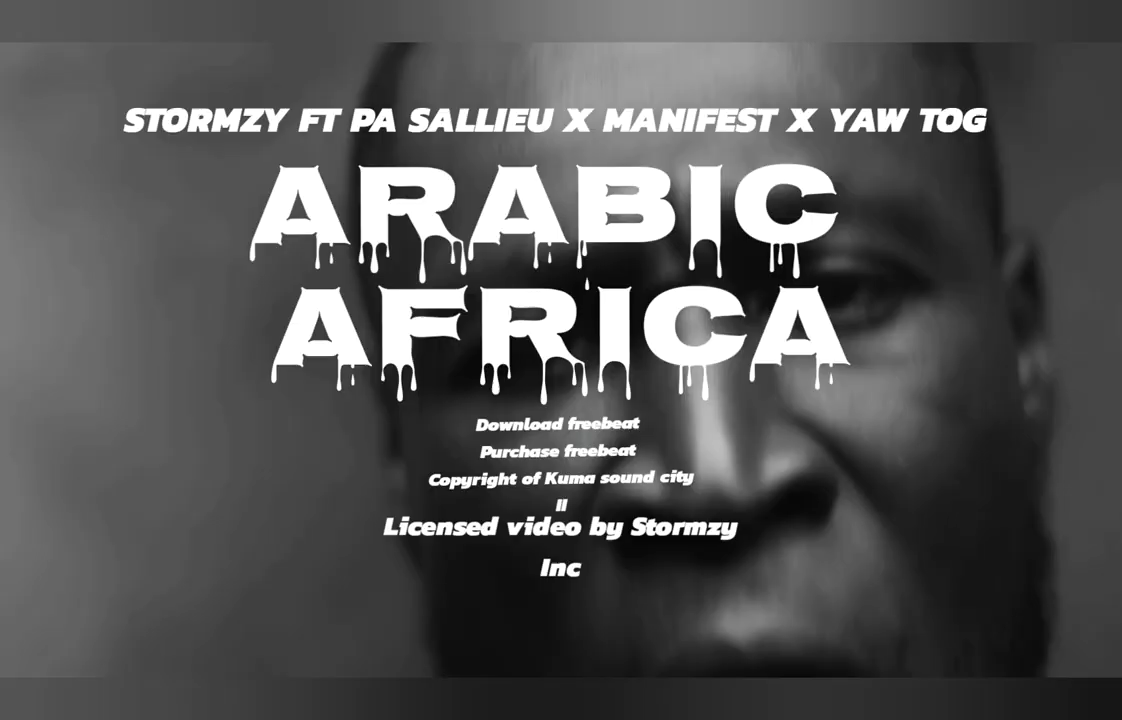 STORMZY FT PA SALLIEU X MANIFEST X YAW TOG
ARABIC
AFRICA
Download freebeat
Purchase freebeat
Copyright of Kuma sound city
II
Licensed video by Stormzy
Inc